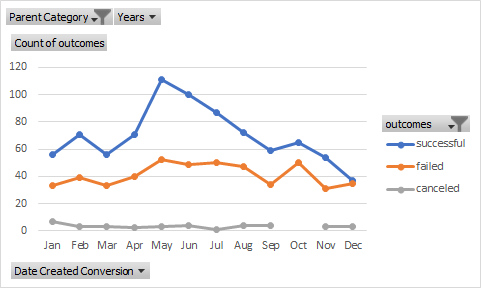 Parent Category Years
Count of outcomes
120
100
80
60
40
20
0
Jan Feb Mar Apr May Jun Jul Aug Sep Oct Nov Dec
outcomes
successful
failed
canceled
Date Created Conversion